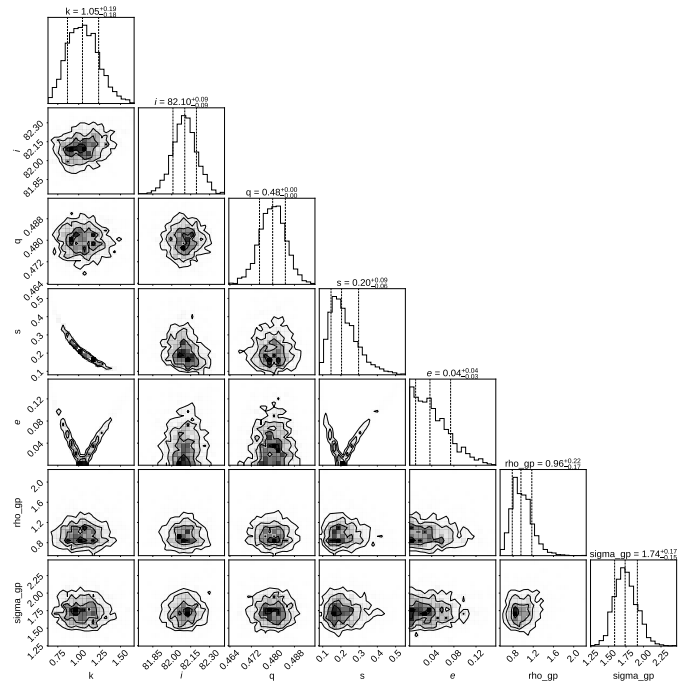 k = 1.05+0.19−0.18
i = 82.10+0.09−0.09
82.30
82.15
82.00
81.85
i
q = 0.48+0.00−0.00
0.488
0.480
0.472
0.464
q
s = 0.20+0.09−0.06
0.5
0.4
0.3
0.2
0.1
s
e = 0.04+0.04−0.03
0.12
0.08
0.04
e
rho_gp = 0.96+0.22−0.17
2.0
1.6
1.2
0.8
rho_gp
sigma_gp = 1.74+0.17−0.15
2.25
2.00
1.75
1.50
1.25
sigma_gp
0.75 1.00 1.25 1.50 81.85 82.00 82.15 82.30 0.464 0.472 0.480 0.488 0.1 0.2 0.3 0.4 0.5 0.04 0.08 0.12 0.8 1.2 1.6 2.0 1.25 1.50 1.75 2.00 2.25
k i q s e rho_gp sigma_gp